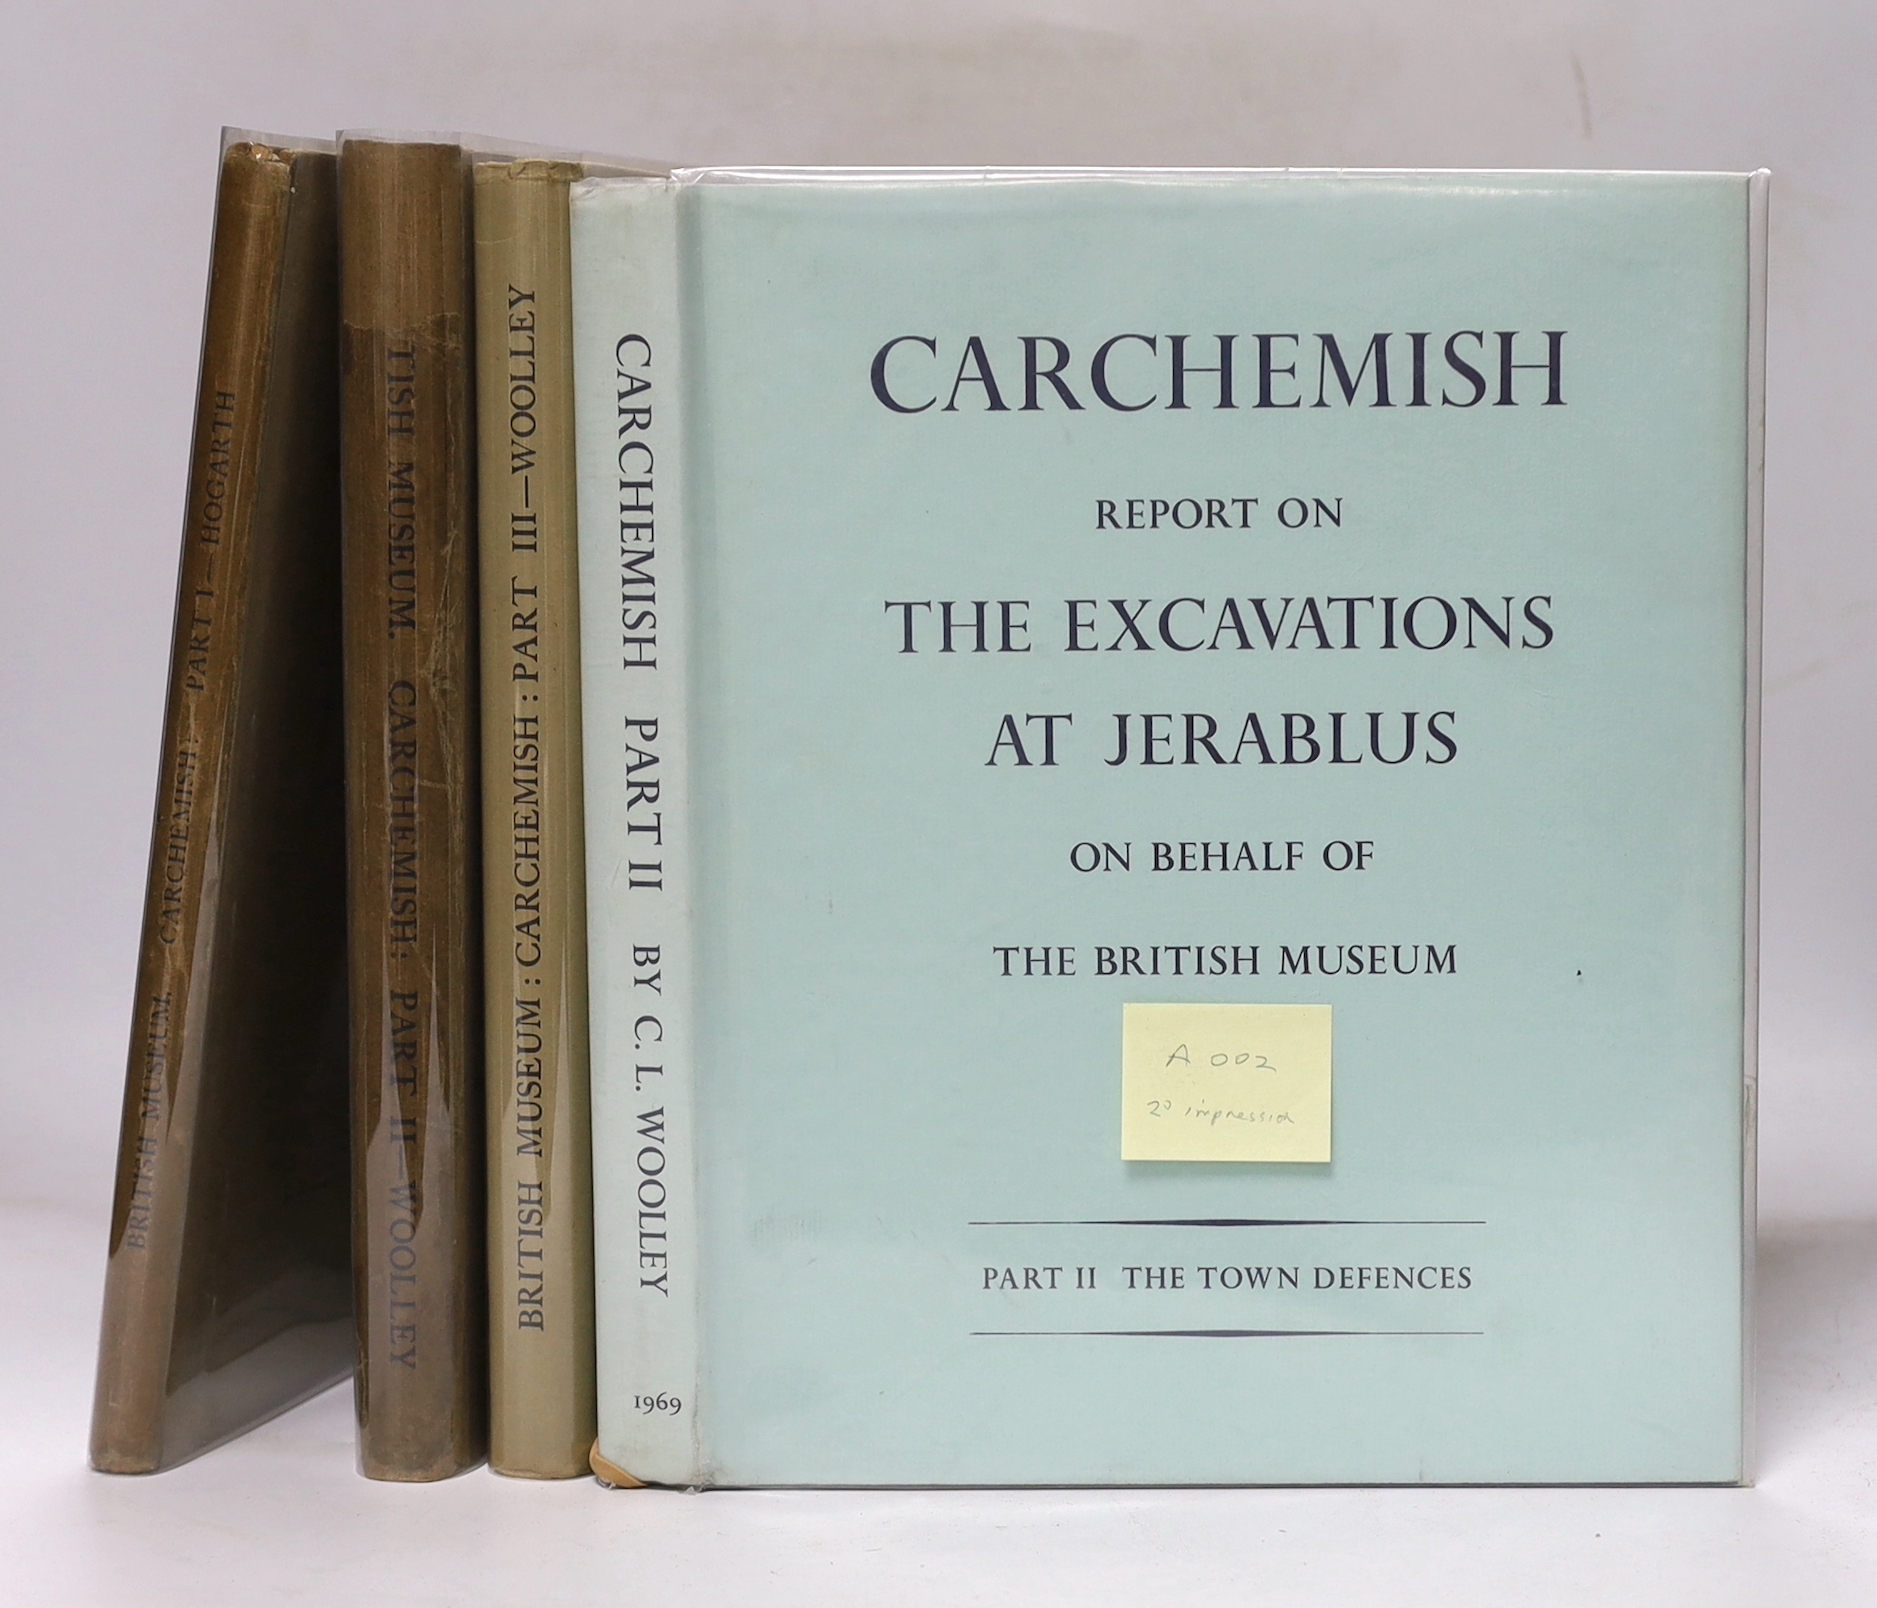 BRITISH MUSEUM. CARCHEMISH: PART I—HOGARTH
TISH MUSEUM. CARCHEMISH: PART II—WOOLLEY
BRITISH MUSEUM: CARCHEMISH: PART III—WOOLLEY
CARCHEMISH PART II BY C. L. WOOLLEY
1969
CARCHEMISH
REPORT ON
THE EXCAVATIONS
AT JERABLUS
ON BEHALF OF
THE BRITISH MUSEUM
A 002
2º impression
PART II THE TOWN DEFENCES